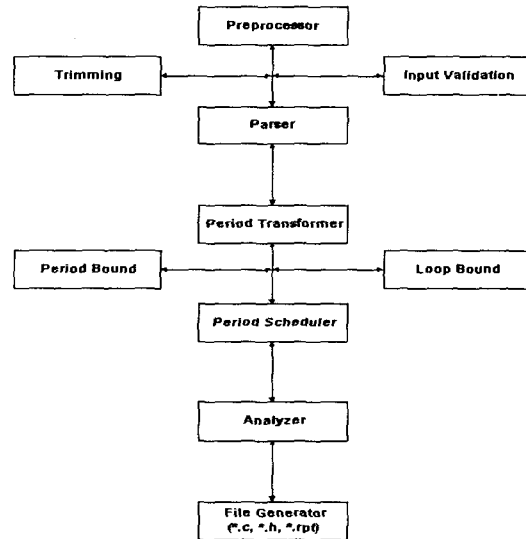 Preprocessor
Trimming
Input Validation
Parser
Period Transformer
Period Bound
Loop Bound
Period Scheduler
Analyzer
File Generator
(*.c, *.h, *.rpt)